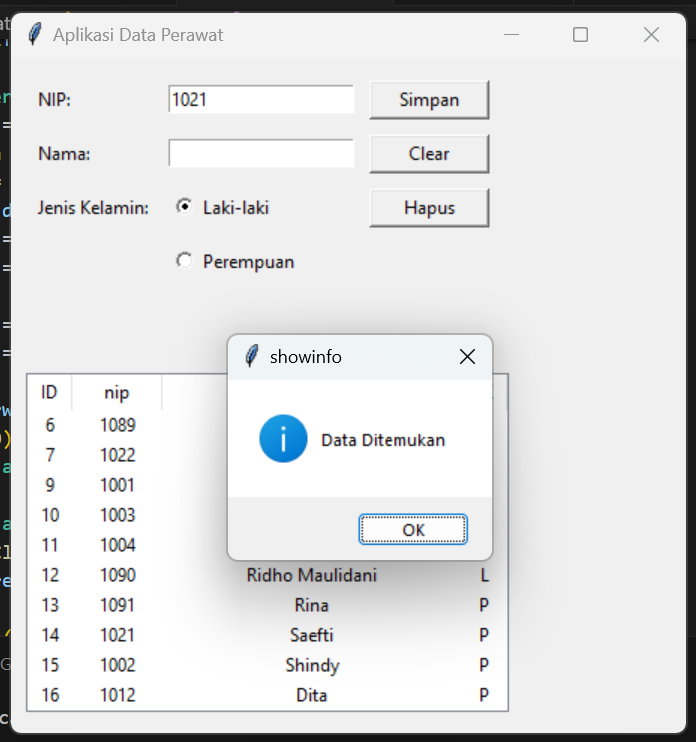 Aplikasi Data Perawat
NIP: 1021 Simpan
Nama: Clear
Jenis Kelamin: Laki-laki Hapus
Perempuan
showinfo
Data Ditemukan
OK
ID nip
6 1089
7 1022
9 1001
10 1003
11 1004
12 1090 Ridho Maulidani L
13 1091 Rina P
14 1021 Saefti P
15 1002 Shindy P
16 1012 Dita P